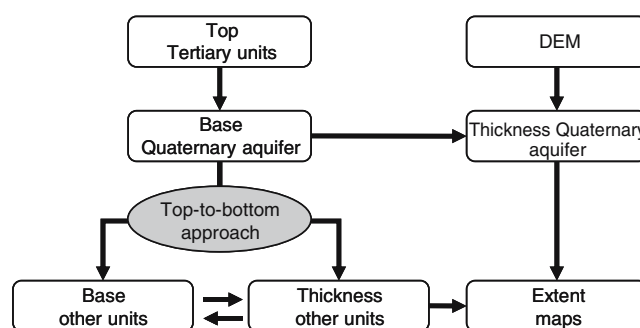 Top
Tertiary units
DEM
Base
Quaternary aquifer
Thickness Quaternary
aquifer
Top-to-bottom
approach
Base
other units
Thickness
other units
Extent
maps